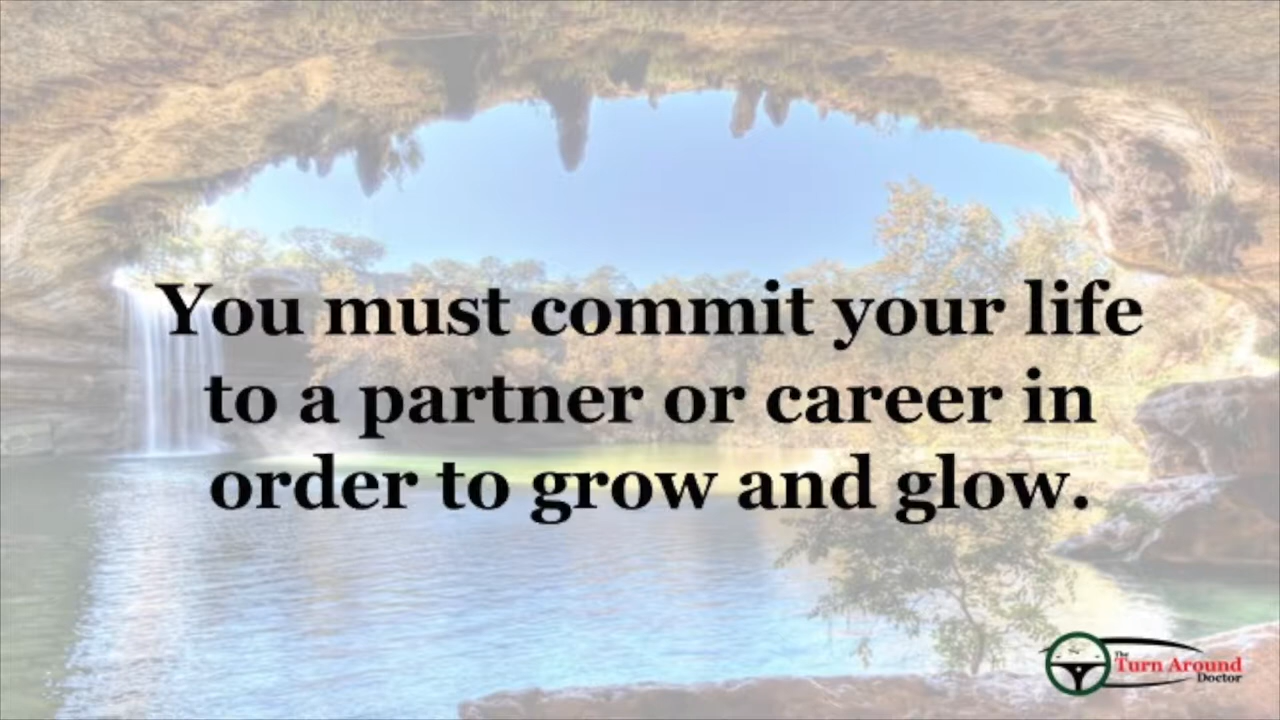 You must commit your life
to a partner or career in
order to grow and glow.
The
Turn Around
Doctor